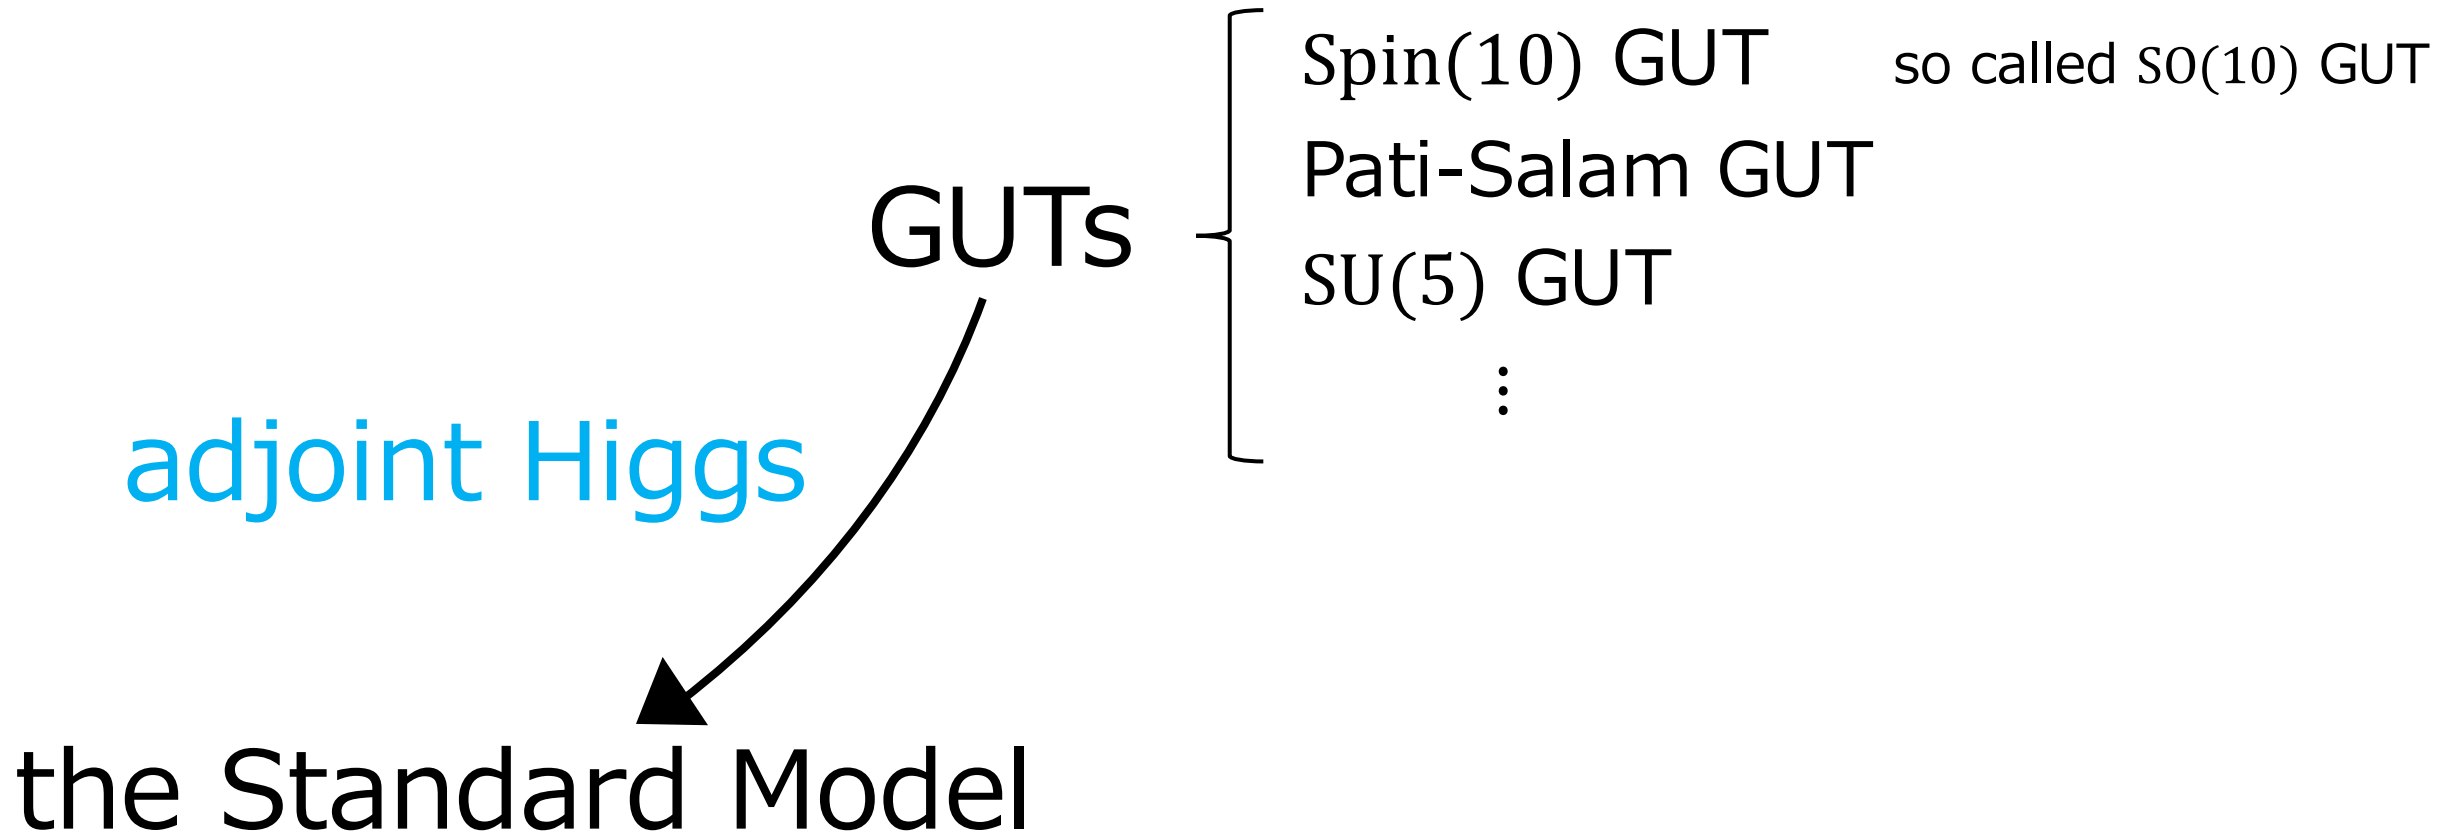 Spin(10) GUT so called SO(10) GUT
Pati-Salam GUT
GUTs
SU(5) GUT
⋮
adjoint Higgs
the Standard Model